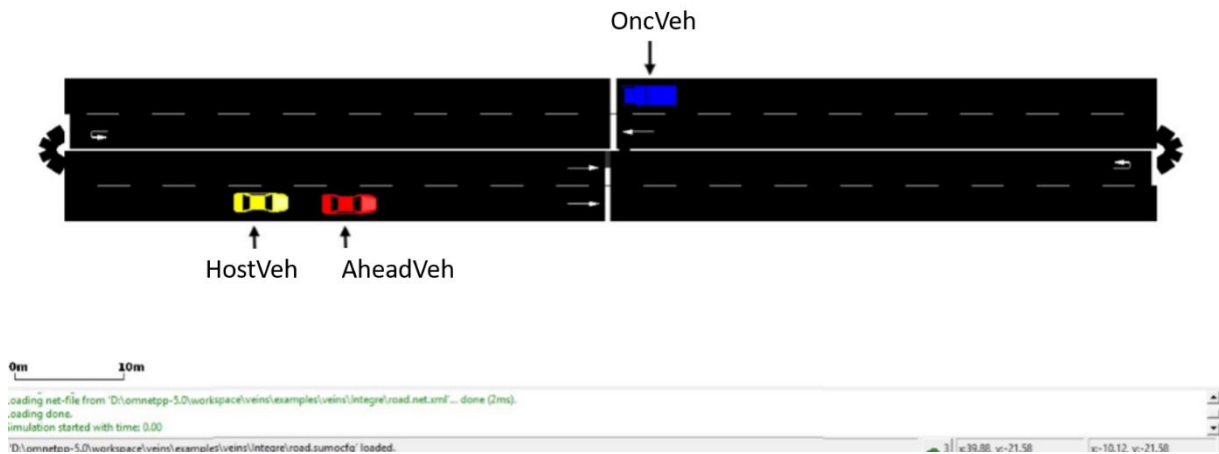 OncVeh
HostVeh
AheadVeh
0m
10m
oading net-file from 'D:\omnetpp-5.0\workspace\veins\examples\veins\Integre\road.net.xml'... done (2ms).
oading done.
imulation started with time: 0.00
'D:\omnetpp-5.0\workspace\veins\examples\veins\Integre\road.sumocfg' loaded.
3
x:39.88, y:-21.58
x:-10.12, y:-21.58